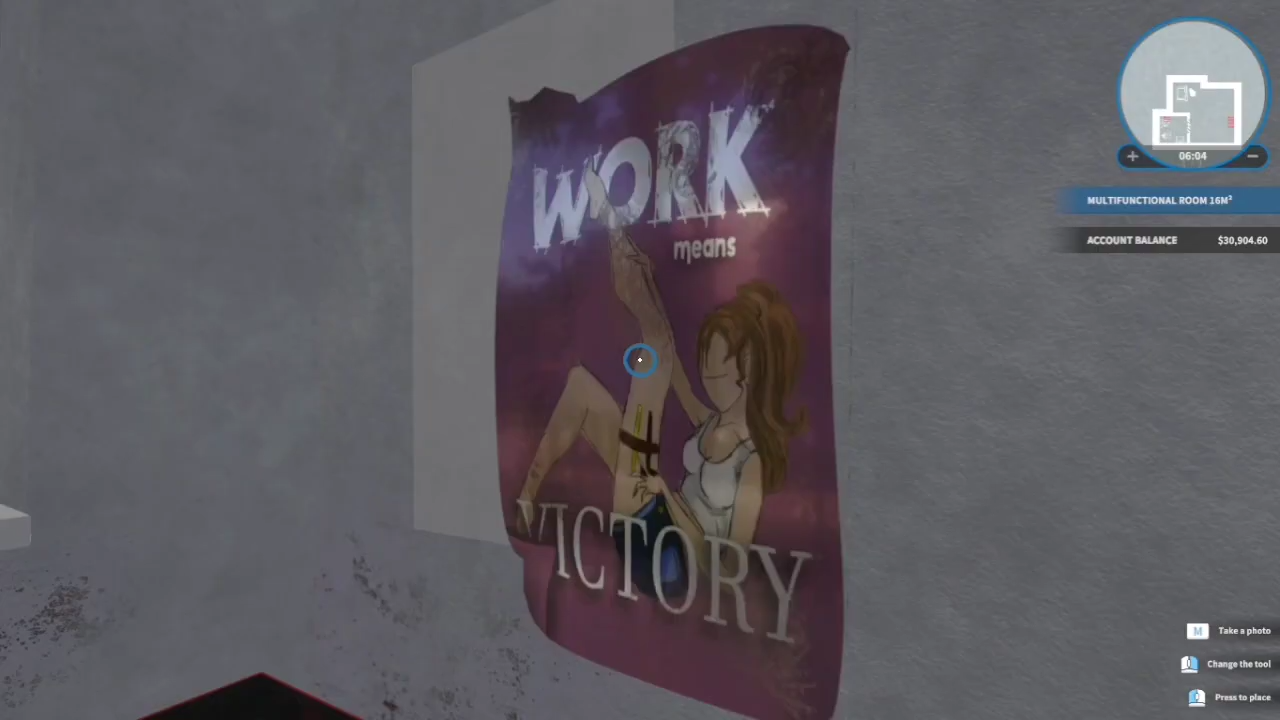 WORK
means
VICTORY
+ 06:04 −
MULTIFUNCTIONAL ROOM 16M²
ACCOUNT BALANCE $30,904.60
M Take a photo
Change the tool
Press to place